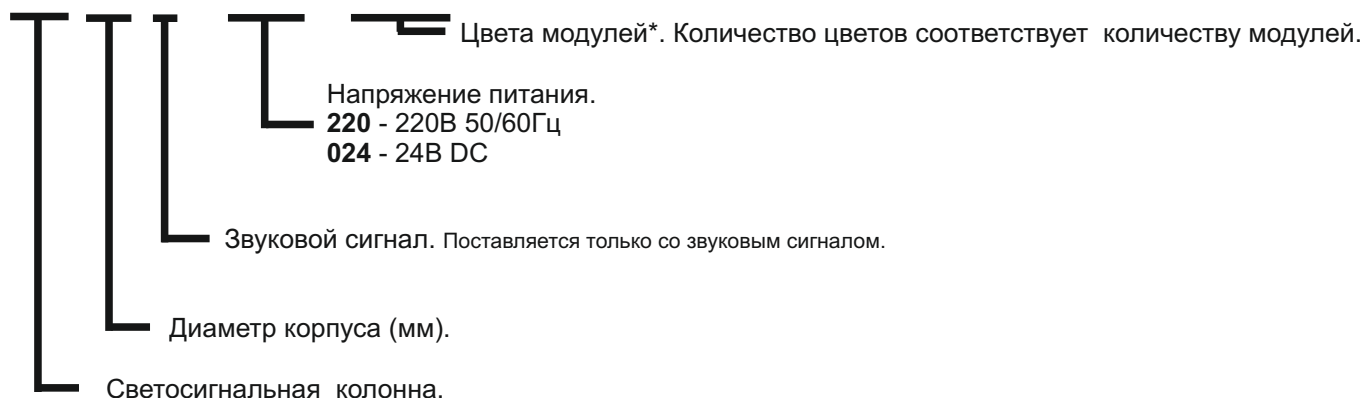 Цвета модулей*. Количество цветов соответствует количеству модулей.
Напряжение питания.
220 - 220В 50/60Гц
024 - 24В DC
Звуковой сигнал. Поставляется только со звуковым сигналом.
Диаметр корпуса (мм).
Светосигнальная колонна.